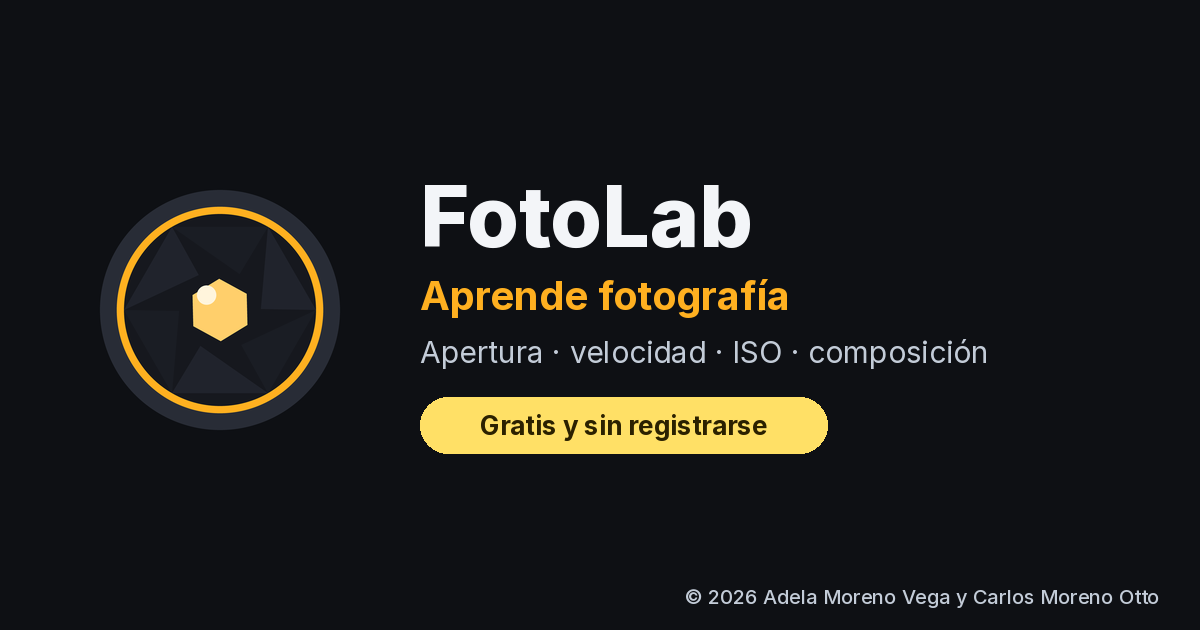 FotoLab
Aprende fotografía
Apertura · velocidad · ISO · composición
Gratis y sin registrarse
© 2026 Adela Moreno Vega y Carlos Moreno Otto